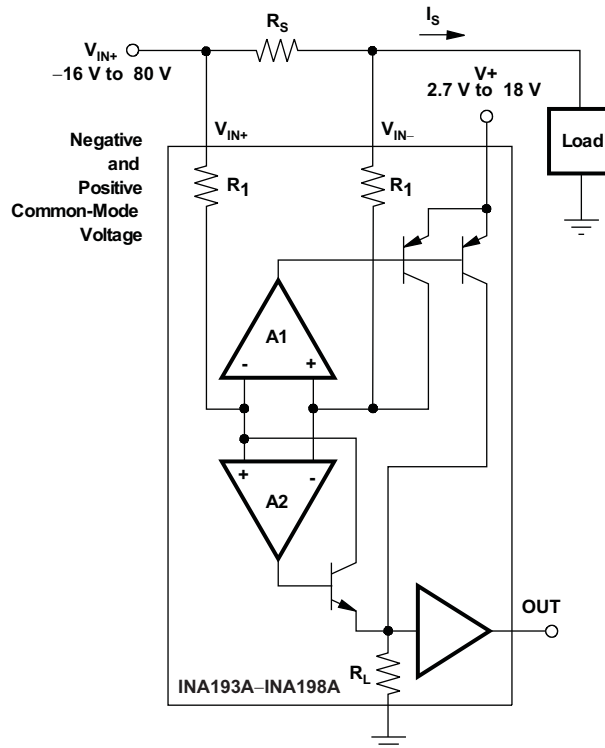 R_S
I_S
V_IN+
−16 V to 80 V
V+
2.7 V to 18 V
V_IN+
V_IN−
Load
Negative
and
Positive
Common-Mode
Voltage
R_1
R_1
A1
- +
+ -
A2
OUT
R_L
INA193A−INA198A